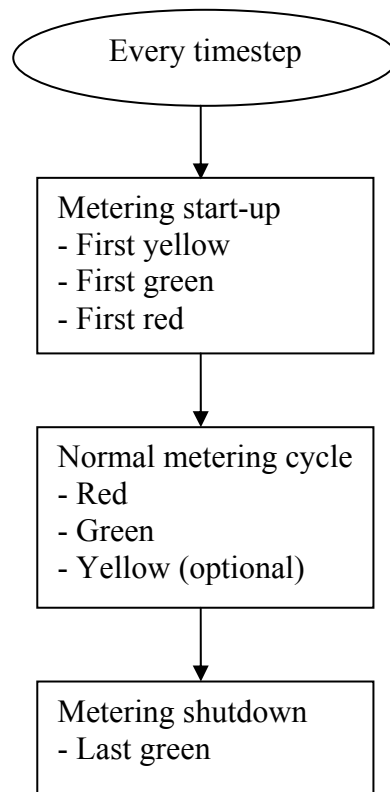 Every timestep
Metering start-up
- First yellow
- First green
- First red
Normal metering cycle
- Red
- Green
- Yellow (optional)
Metering shutdown
- Last green